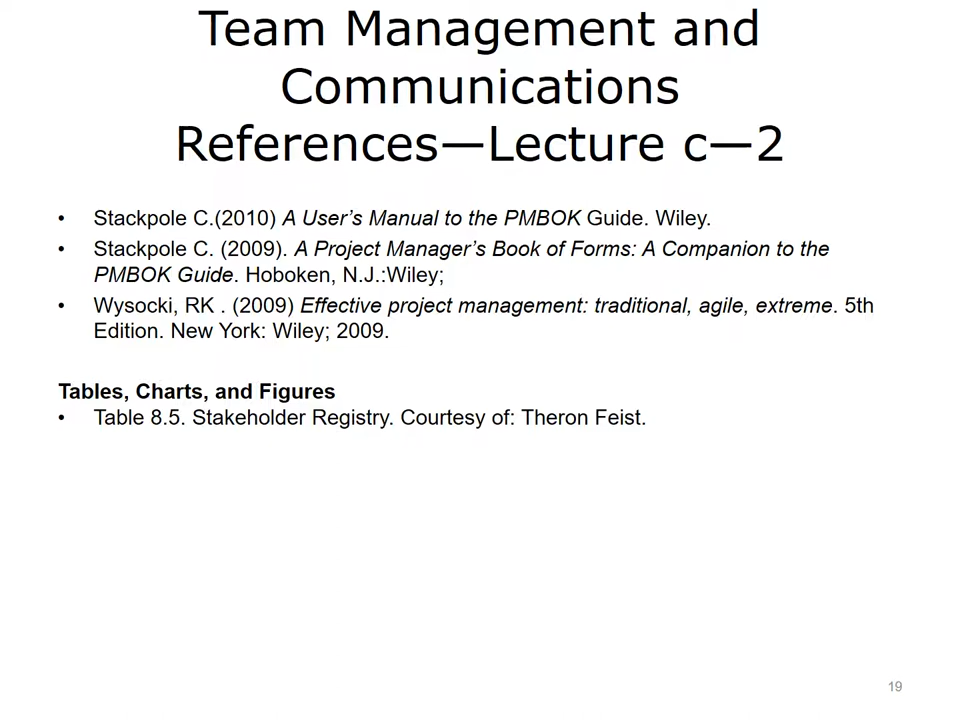 Team Management and
Communications
References—Lecture c—2
• Stackpole C.(2010) A User’s Manual to the PMBOK Guide. Wiley.
• Stackpole C. (2009). A Project Manager’s Book of Forms: A Companion to the
PMBOK Guide. Hoboken, N.J.:Wiley;
• Wysocki, RK . (2009) Effective project management: traditional, agile, extreme. 5th
Edition. New York: Wiley; 2009.
Tables, Charts, and Figures
• Table 8.5. Stakeholder Registry. Courtesy of: Theron Feist.
19